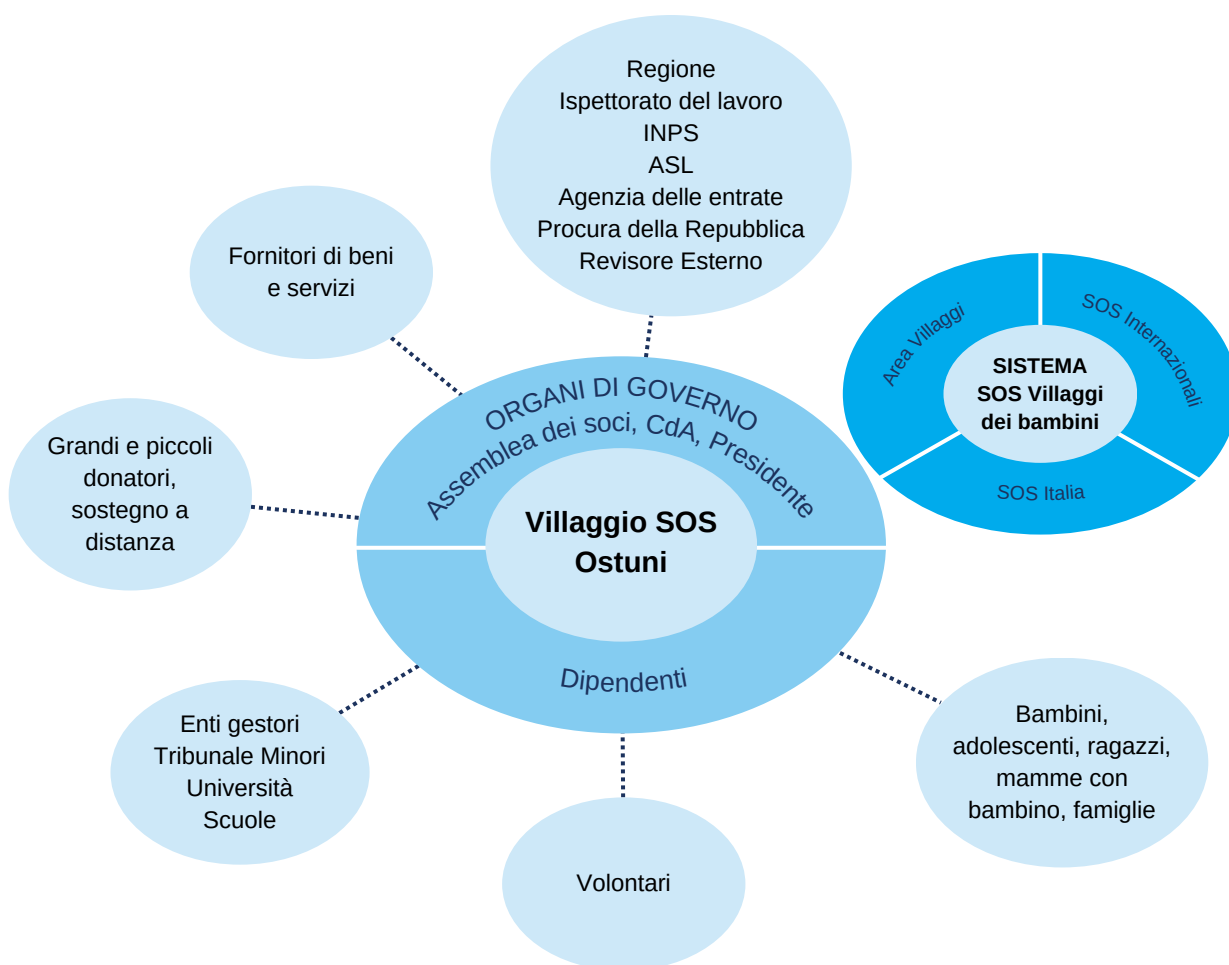 Regione
Ispettorato del lavoro
INPS
ASL
Agenzia delle entrate
Procura della Repubblica
Revisore Esterno
Fornitori di beni
e servizi
Area Villaggi
SOS Internazionali
SISTEMA
SOS Villaggi
dei bambini
SOS Italia
ORGANI DI GOVERNO
Assemblea dei soci, CdA, Presidente
Grandi e piccoli
donatori,
sostegno a
distanza
Villaggio SOS
Ostuni
Dipendenti
Enti gestori
Tribunale Minori
Università
Scuole
Bambini,
adolescenti, ragazzi,
mamme con
bambino, famiglie
Volontari